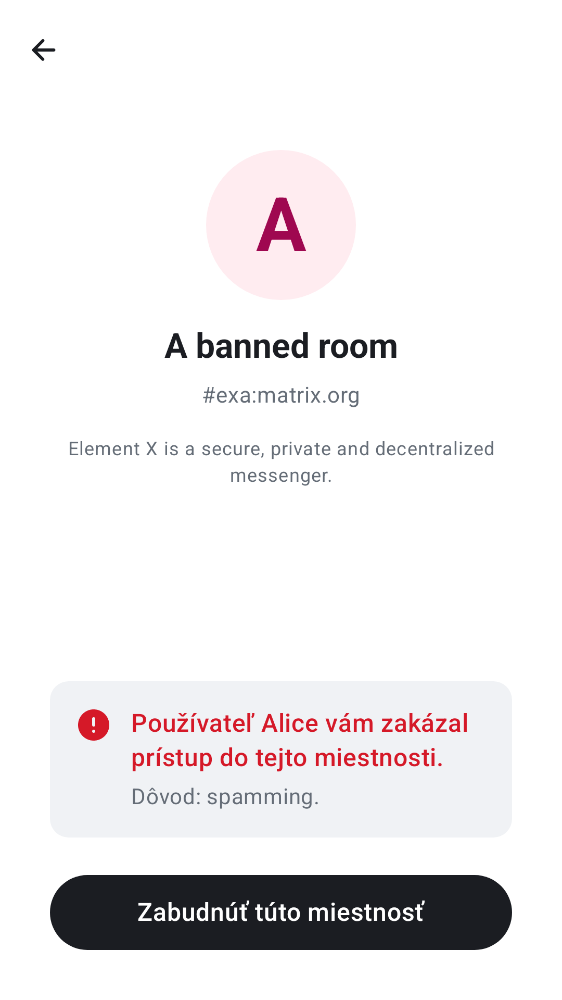 A
A banned room
#exa:matrix.org
Element X is a secure, private and decentralized
messenger.
Používateľ Alice vám zakázal
prístup do tejto miestnosti.
Dôvod: spamming.
Zabudnúť túto miestnosť